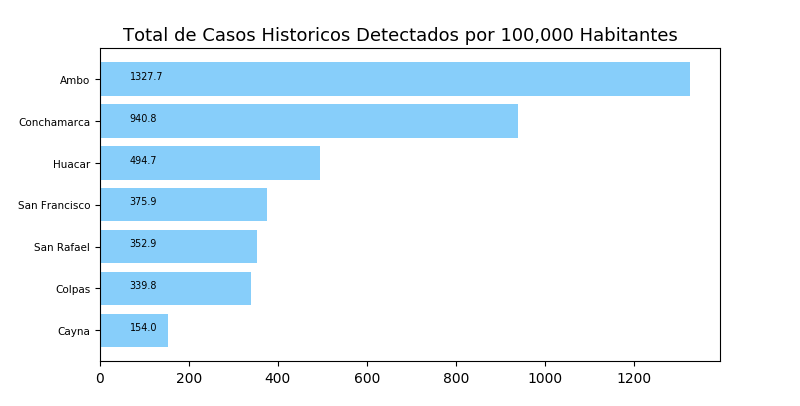 Total de Casos Historicos Detectados por 100,000 Habitantes
Ambo 1327.7
Conchamarca 940.8
Huacar 494.7
San Francisco 375.9
San Rafael 352.9
Colpas 339.8
Cayna 154.0
0 200 400 600 800 1000 1200